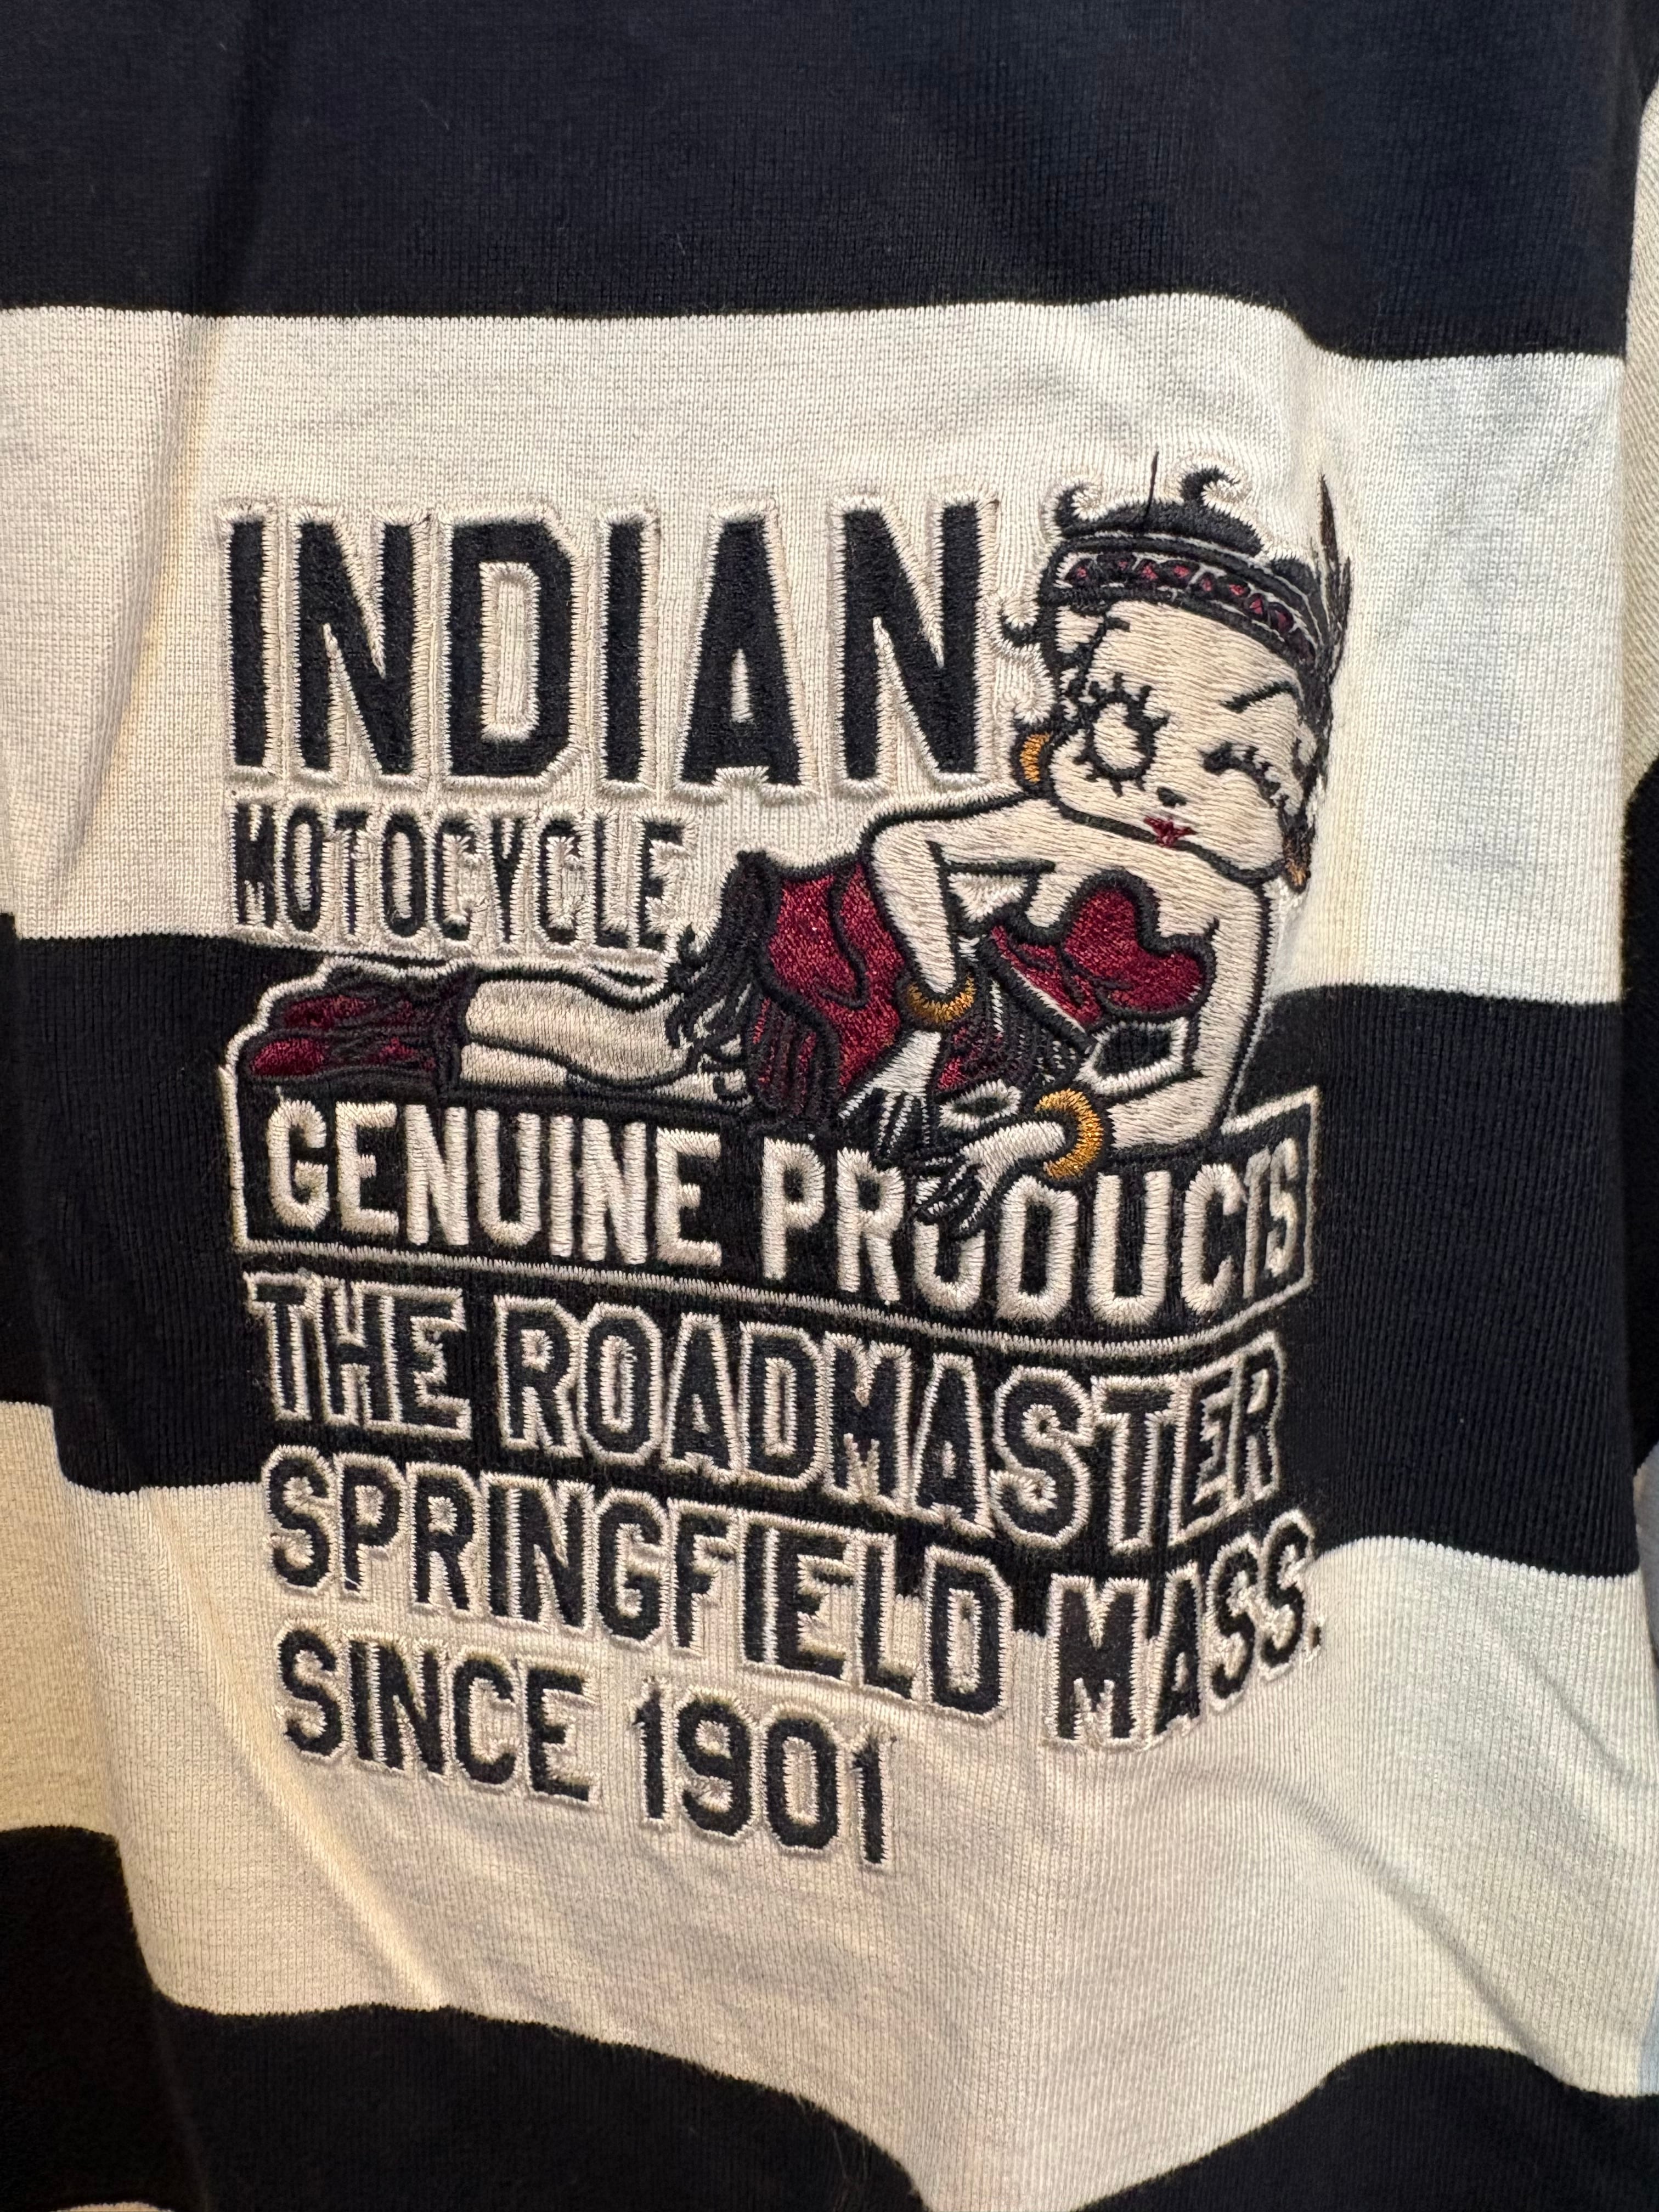 INDIAN
MOTOCYCLE
GENUINE PRODUCTS
THE ROADMASTER
SPRINGFIELD MASS.
SINCE 1901